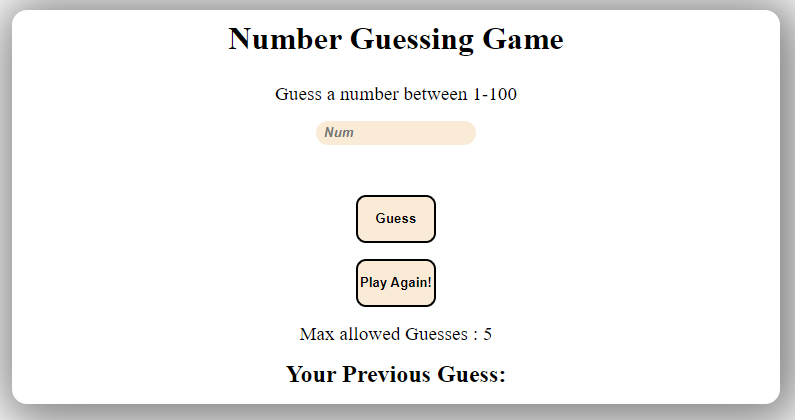 Number Guessing Game
Guess a number between 1-100
Num
Guess
Play Again!
Max allowed Guesses : 5
Your Previous Guess: